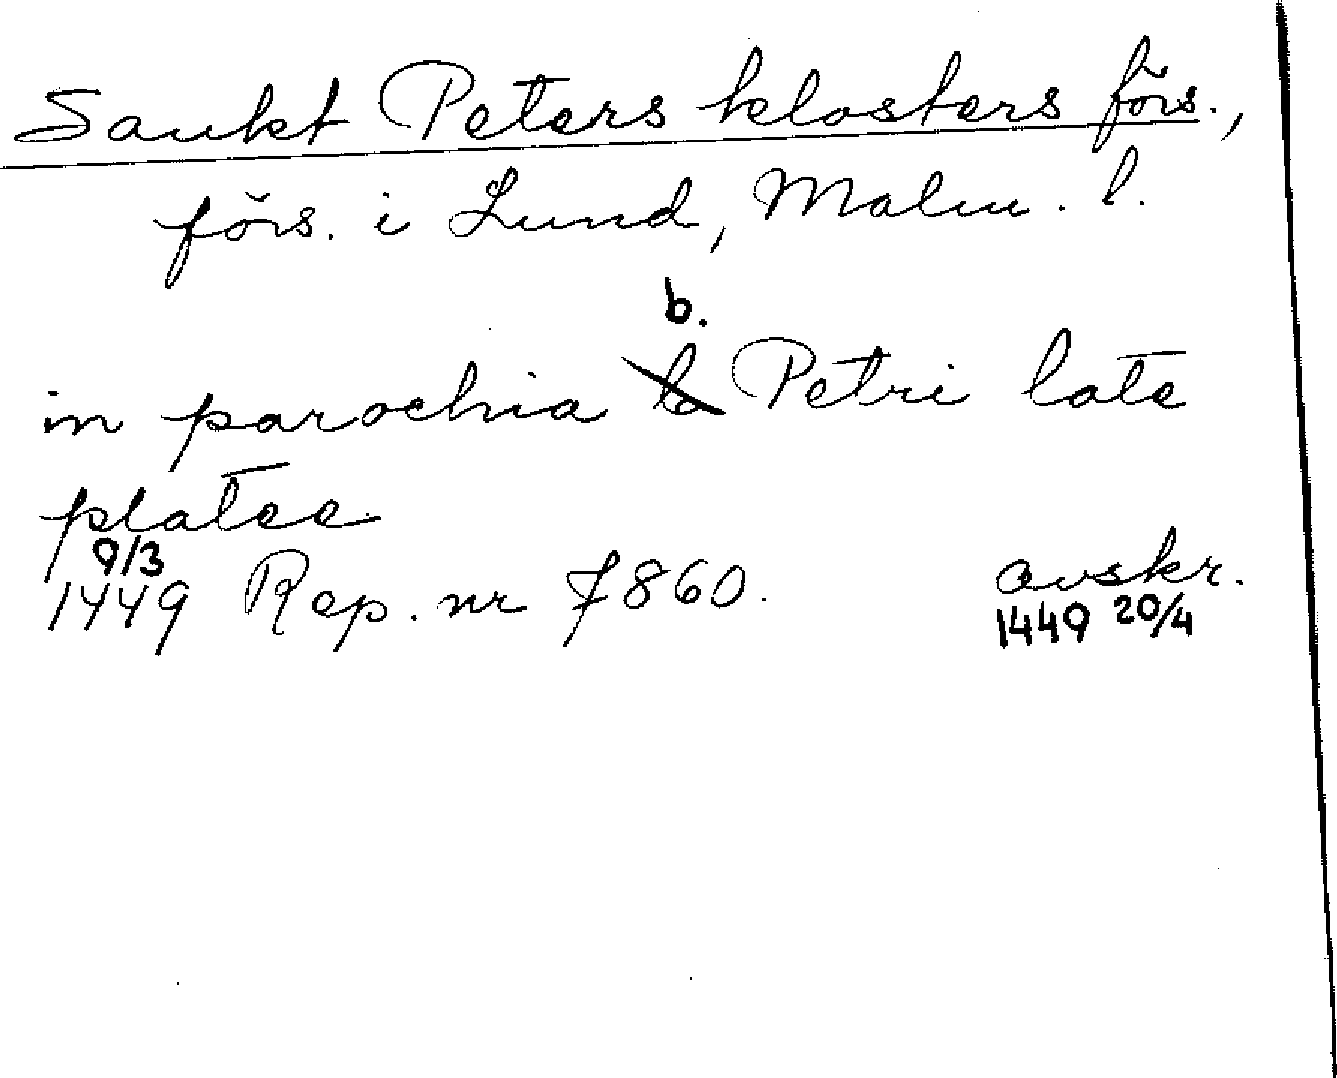 Sankt Peters klosters förs.,
förs. i Lund, Malm. l.
b.
in parochia b Petri late
platee
9/3
1449 Rep. nr 7860. avskr.
1449 20/4